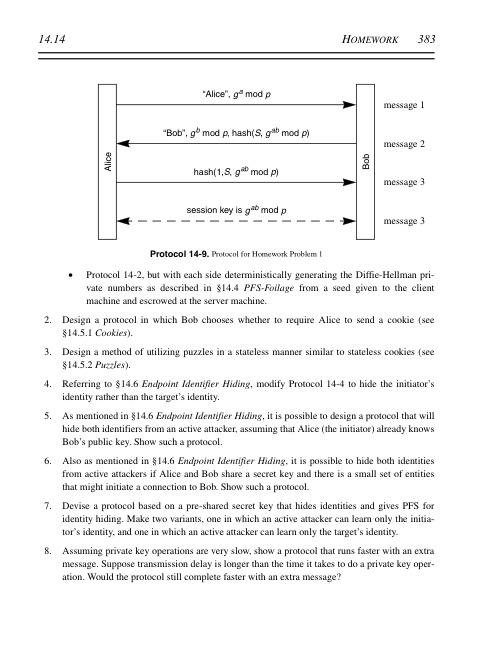 14.14 HOMEWORK 383
"Alice", gᵃ mod p
message 1
"Bob", gᵇ mod p, hash(S, gᵃᵇ mod p)
message 2
Alice
Bob
hash(1,S, gᵃᵇ mod p)
message 3
session key is gᵃᵇ mod p
message 3
Protocol 14-9. Protocol for Homework Problem 1
• Protocol 14-2, but with each side deterministically generating the Diffie-Hellman pri-
vate numbers as described in §14.4 PFS-Foilage from a seed given to the client
machine and escrowed at the server machine.
2. Design a protocol in which Bob chooses whether to require Alice to send a cookie (see
§14.5.1 Cookies).
3. Design a method of utilizing puzzles in a stateless manner similar to stateless cookies (see
§14.5.2 Puzzles).
4. Referring to §14.6 Endpoint Identifier Hiding, modify Protocol 14-4 to hide the initiator's
identity rather than the target's identity.
5. As mentioned in §14.6 Endpoint Identifier Hiding, it is possible to design a protocol that will
hide both identifiers from an active attacker, assuming that Alice (the initiator) already knows
Bob's public key. Show such a protocol.
6. Also as mentioned in §14.6 Endpoint Identifier Hiding, it is possible to hide both identities
from active attackers if Alice and Bob share a secret key and there is a small set of entities
that might initiate a connection to Bob. Show such a protocol.
7. Devise a protocol based on a pre-shared secret key that hides identities and gives PFS for
identity hiding. Make two variants, one in which an active attacker can learn only the initia-
tor's identity, and one in which an active attacker can learn only the target's identity.
8. Assuming private key operations are very slow, show a protocol that runs faster with an extra
message. Suppose transmission delay is longer than the time it takes to do a private key oper-
ation. Would the protocol still complete faster with an extra message?